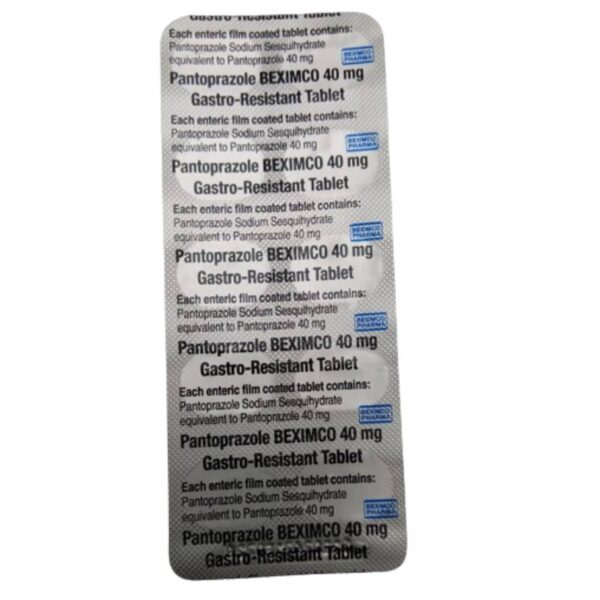 Gastro-Resistant Tablet
Each enteric film coated tablet contains:
Pantoprazole Sodium Sesquihydrate
equivalent to Pantoprazole 40 mg
BEXIMCO
PHARMA
Pantoprazole BEXIMCO 40 mg
Gastro-Resistant Tablet
Each enteric film coated tablet contains:
Pantoprazole Sodium Sesquihydrate
equivalent to Pantoprazole 40 mg
BEXIMCO
PHARMA
Pantoprazole BEXIMCO 40 mg
Gastro-Resistant Tablet
Each enteric film coated tablet contains:
Pantoprazole Sodium Sesquihydrate
equivalent to Pantoprazole 40 mg
BEXIMCO
PHARMA
Pantoprazole BEXIMCO 40 mg
Gastro-Resistant Tablet
Each enteric film coated tablet contains:
Pantoprazole Sodium Sesquihydrate
equivalent to Pantoprazole 40 mg
BEXIMCO
PHARMA
Pantoprazole BEXIMCO 40 mg
Gastro-Resistant Tablet
Each enteric film coated tablet contains:
Pantoprazole Sodium Sesquihydrate
equivalent to Pantoprazole 40 mg
BEXIMCO
PHARMA
Pantoprazole BEXIMCO 40 mg
Gastro-Resistant Tablet
Each enteric film coated tablet contains:
Pantoprazole Sodium Sesquihydrate
equivalent to Pantoprazole 40 mg
BEXIMCO
PHARMA
Pantoprazole BEXIMCO 40 mg
Gastro-Resistant Tablet